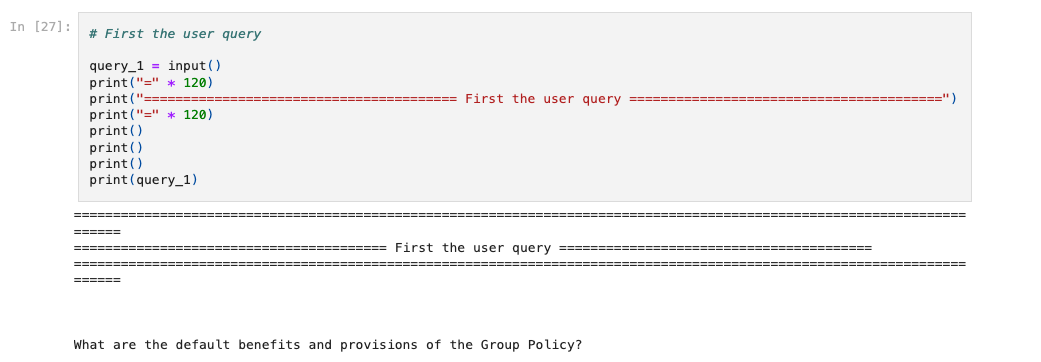 In [27]:
# First the user query
query_1 = input()
print("=" * 120)
print("======================================== First the user query ========================================")
print("=" * 120)
print()
print()
print()
print(query_1)
==================================================================================================================
======
======================================== First the user query ========================================
==================================================================================================================
======
What are the default benefits and provisions of the Group Policy?